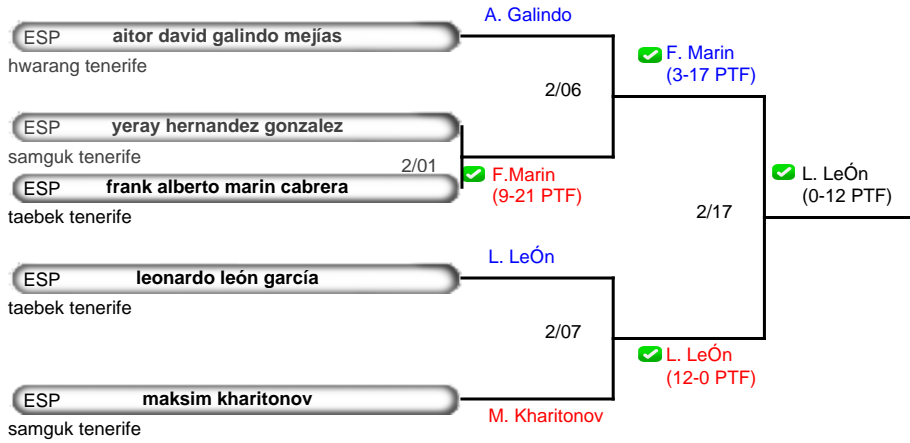 A. Galindo
ESP aitor david galindo mejías
hwarang tenerife
F. Marin
(3-17 PTF)
2/06
ESP yeray hernandez gonzalez
samguk tenerife
2/01
F.Marin
(9-21 PTF)
ESP frank alberto marin cabrera
taebek tenerife
L. LeÓn
(0-12 PTF)
2/17
L. LeÓn
ESP leonardo león garcía
taebek tenerife
2/07
L. LeÓn
(12-0 PTF)
ESP maksim kharitonov
samguk tenerife
M. Kharitonov